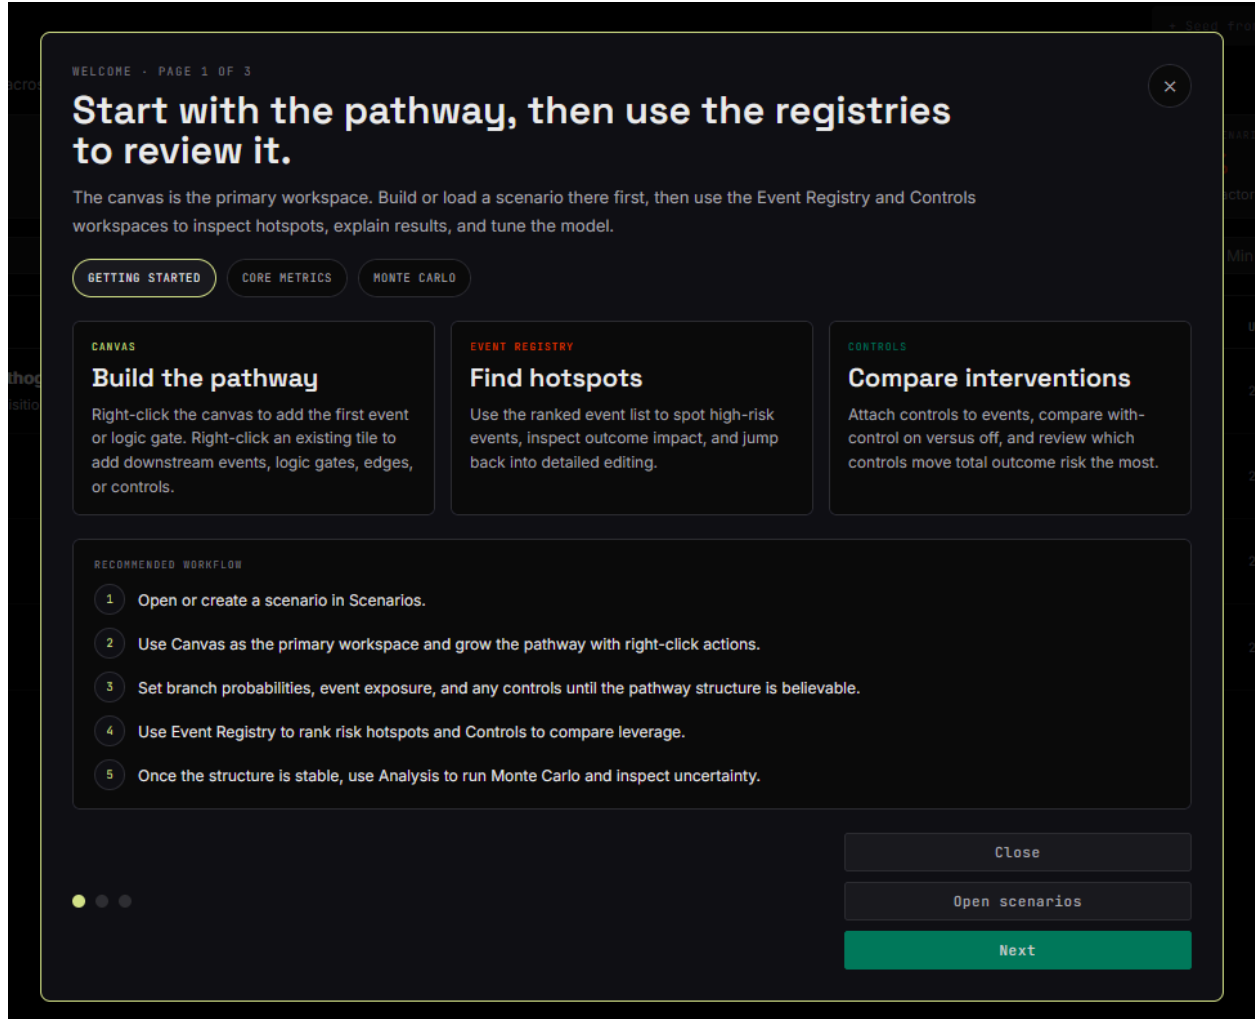 + Seed from
WELCOME · PAGE 1 OF 3
×
Start with the pathway, then use the registries
to review it.
The canvas is the primary workspace. Build or load a scenario there first, then use the Event Registry and Controls
workspaces to inspect hotspots, explain results, and tune the model.
GETTING STARTED
CORE METRICS
MONTE CARLO
CANVAS
Build the pathway
Right-click the canvas to add the first event
or logic gate. Right-click an existing tile to
add downstream events, logic gates, edges,
or controls.
EVENT REGISTRY
Find hotspots
Use the ranked event list to spot high-risk
events, inspect outcome impact, and jump
back into detailed editing.
CONTROLS
Compare interventions
Attach controls to events, compare with-
control on versus off, and review which
controls move total outcome risk the most.
Min
RECOMMENDED WORKFLOW
1 Open or create a scenario in Scenarios.
2 Use Canvas as the primary workspace and grow the pathway with right-click actions.
3 Set branch probabilities, event exposure, and any controls until the pathway structure is believable.
4 Use Event Registry to rank risk hotspots and Controls to compare leverage.
5 Once the structure is stable, use Analysis to run Monte Carlo and inspect uncertainty.
Close
Open scenarios
Next